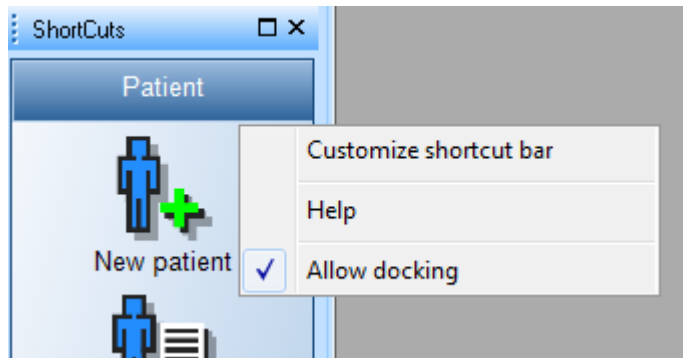 ShortCuts
Patient
Customize shortcut bar
Help
New patient
Allow docking